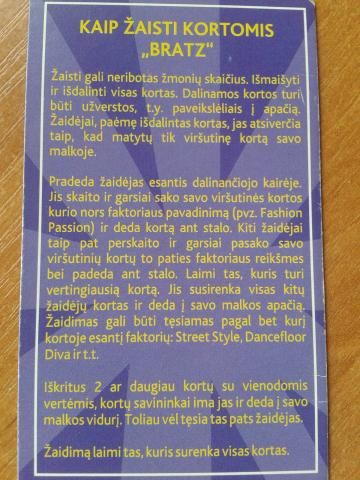 KAIP ŽAISTI KORTOMIS
„BRATZ“
Žaisti gali neribotas žmonių skaičius. Išmaišyti
ir išdalinti visas kortas. Dalinamos kortos turi
būti užverstos, t.y. paveikslėliais į apačią.
Žaidėjai, paėmę išdalintas kortas, jas atsiverčia
taip, kad matytų tik viršutinę kortą savo
malkoje.
Pradeda žaidėjas esantis dalinančiojo kairėje.
Jis skaito ir garsiai sako savo viršutinės kortos
kurio nors faktoriaus pavadinimą (pvz. Fashion
Passion) ir deda kortą ant stalo. Kiti žaidėjai
taip pat perskaito ir garsiai pasako savo
viršutinių kortų to paties faktoriaus reikšmes
bei padeda ant stalo. Laimi tas, kuris turi
vertingiausią kortą. Jis susirenka visas kitų
žaidėjų kortas ir deda į savo malkos apačią.
Žaidimas gali būti tęsiamas pagal bet kurį
kortoje esantį faktorių: Street Style, Dancefloor
Diva ir t.t.
Iškritus 2 ar daugiau kortų su vienodomis
vertėmis, kortų savininkai ima jas ir deda į savo
malkų vidurį. Toliau vėl tęsia tas pats žaidėjas.
Žaidimą laimi tas, kuris surenka visas kortas.